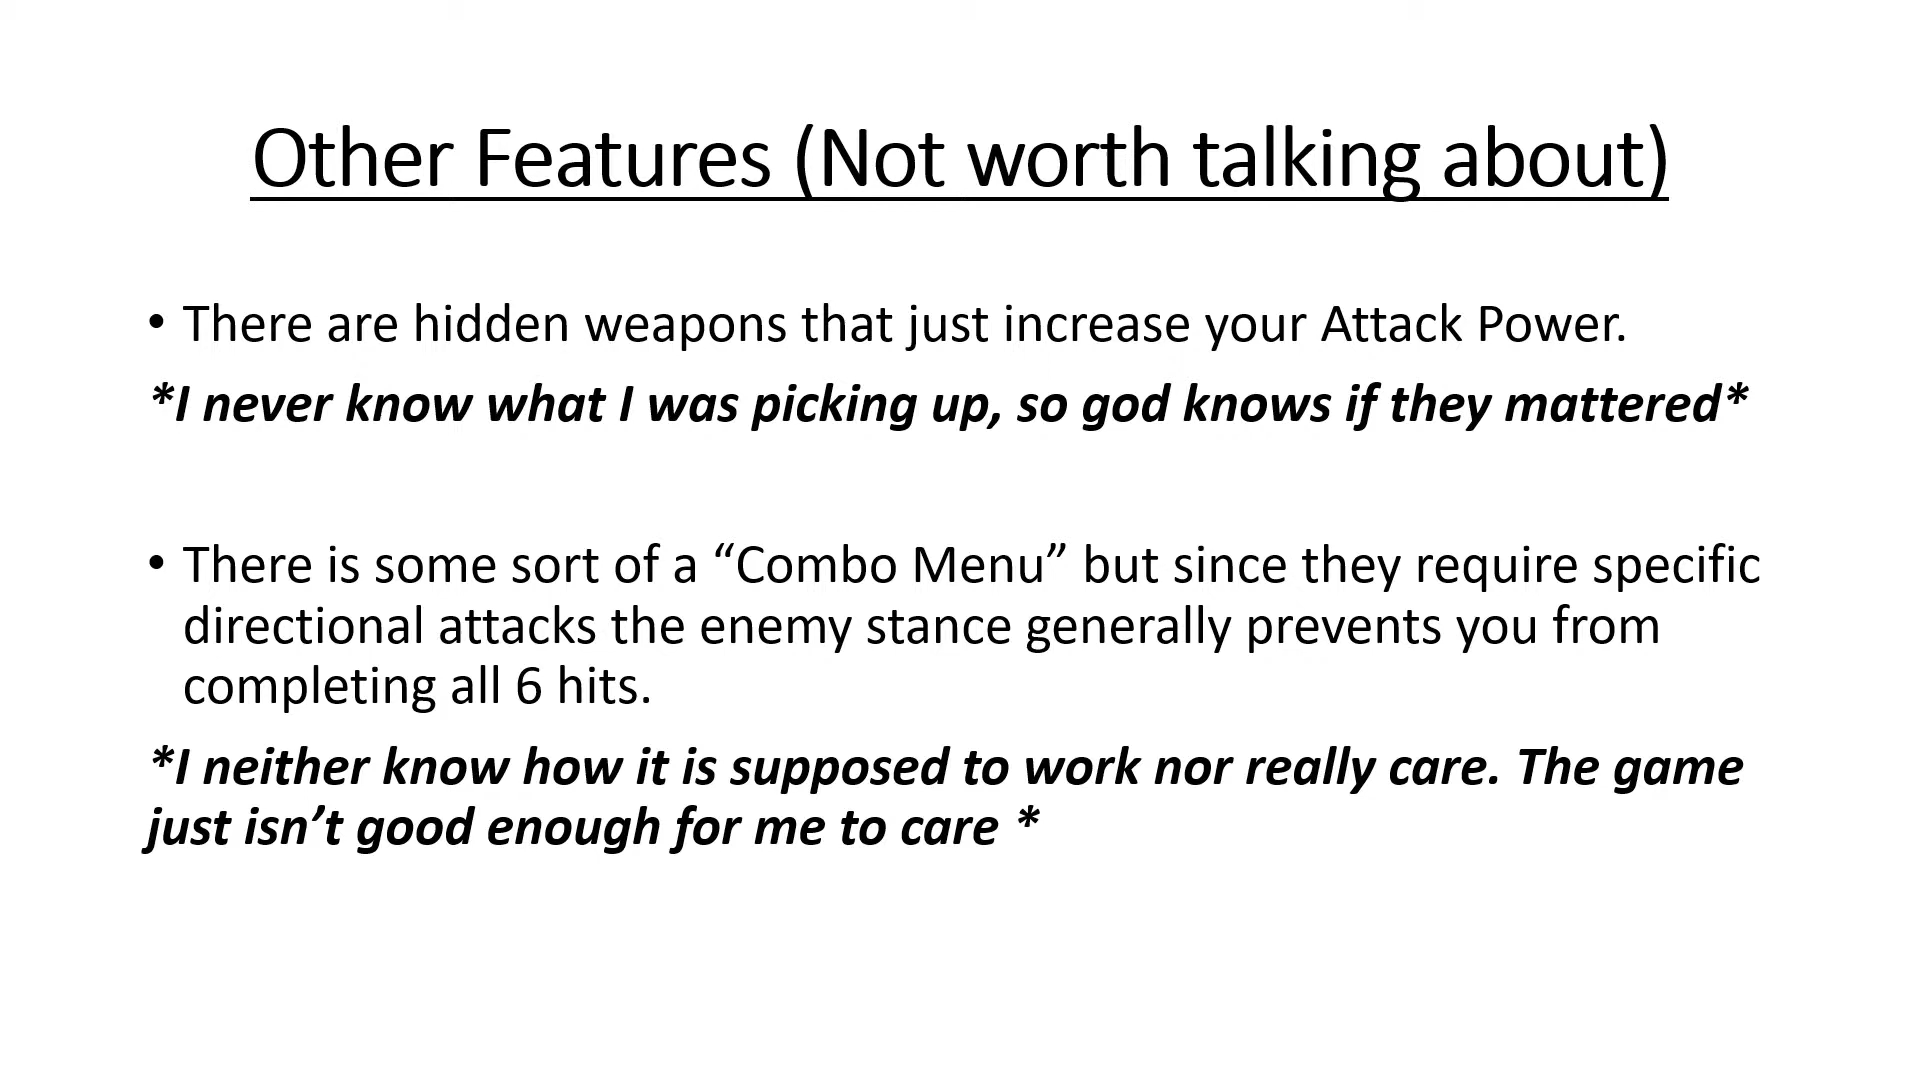 Other Features (Not worth talking about)
• There are hidden weapons that just increase your Attack Power.
*I never know what I was picking up, so god knows if they mattered*
• There is some sort of a “Combo Menu” but since they require specific
directional attacks the enemy stance generally prevents you from
completing all 6 hits.
*I neither know how it is supposed to work nor really care. The game
just isn’t good enough for me to care *